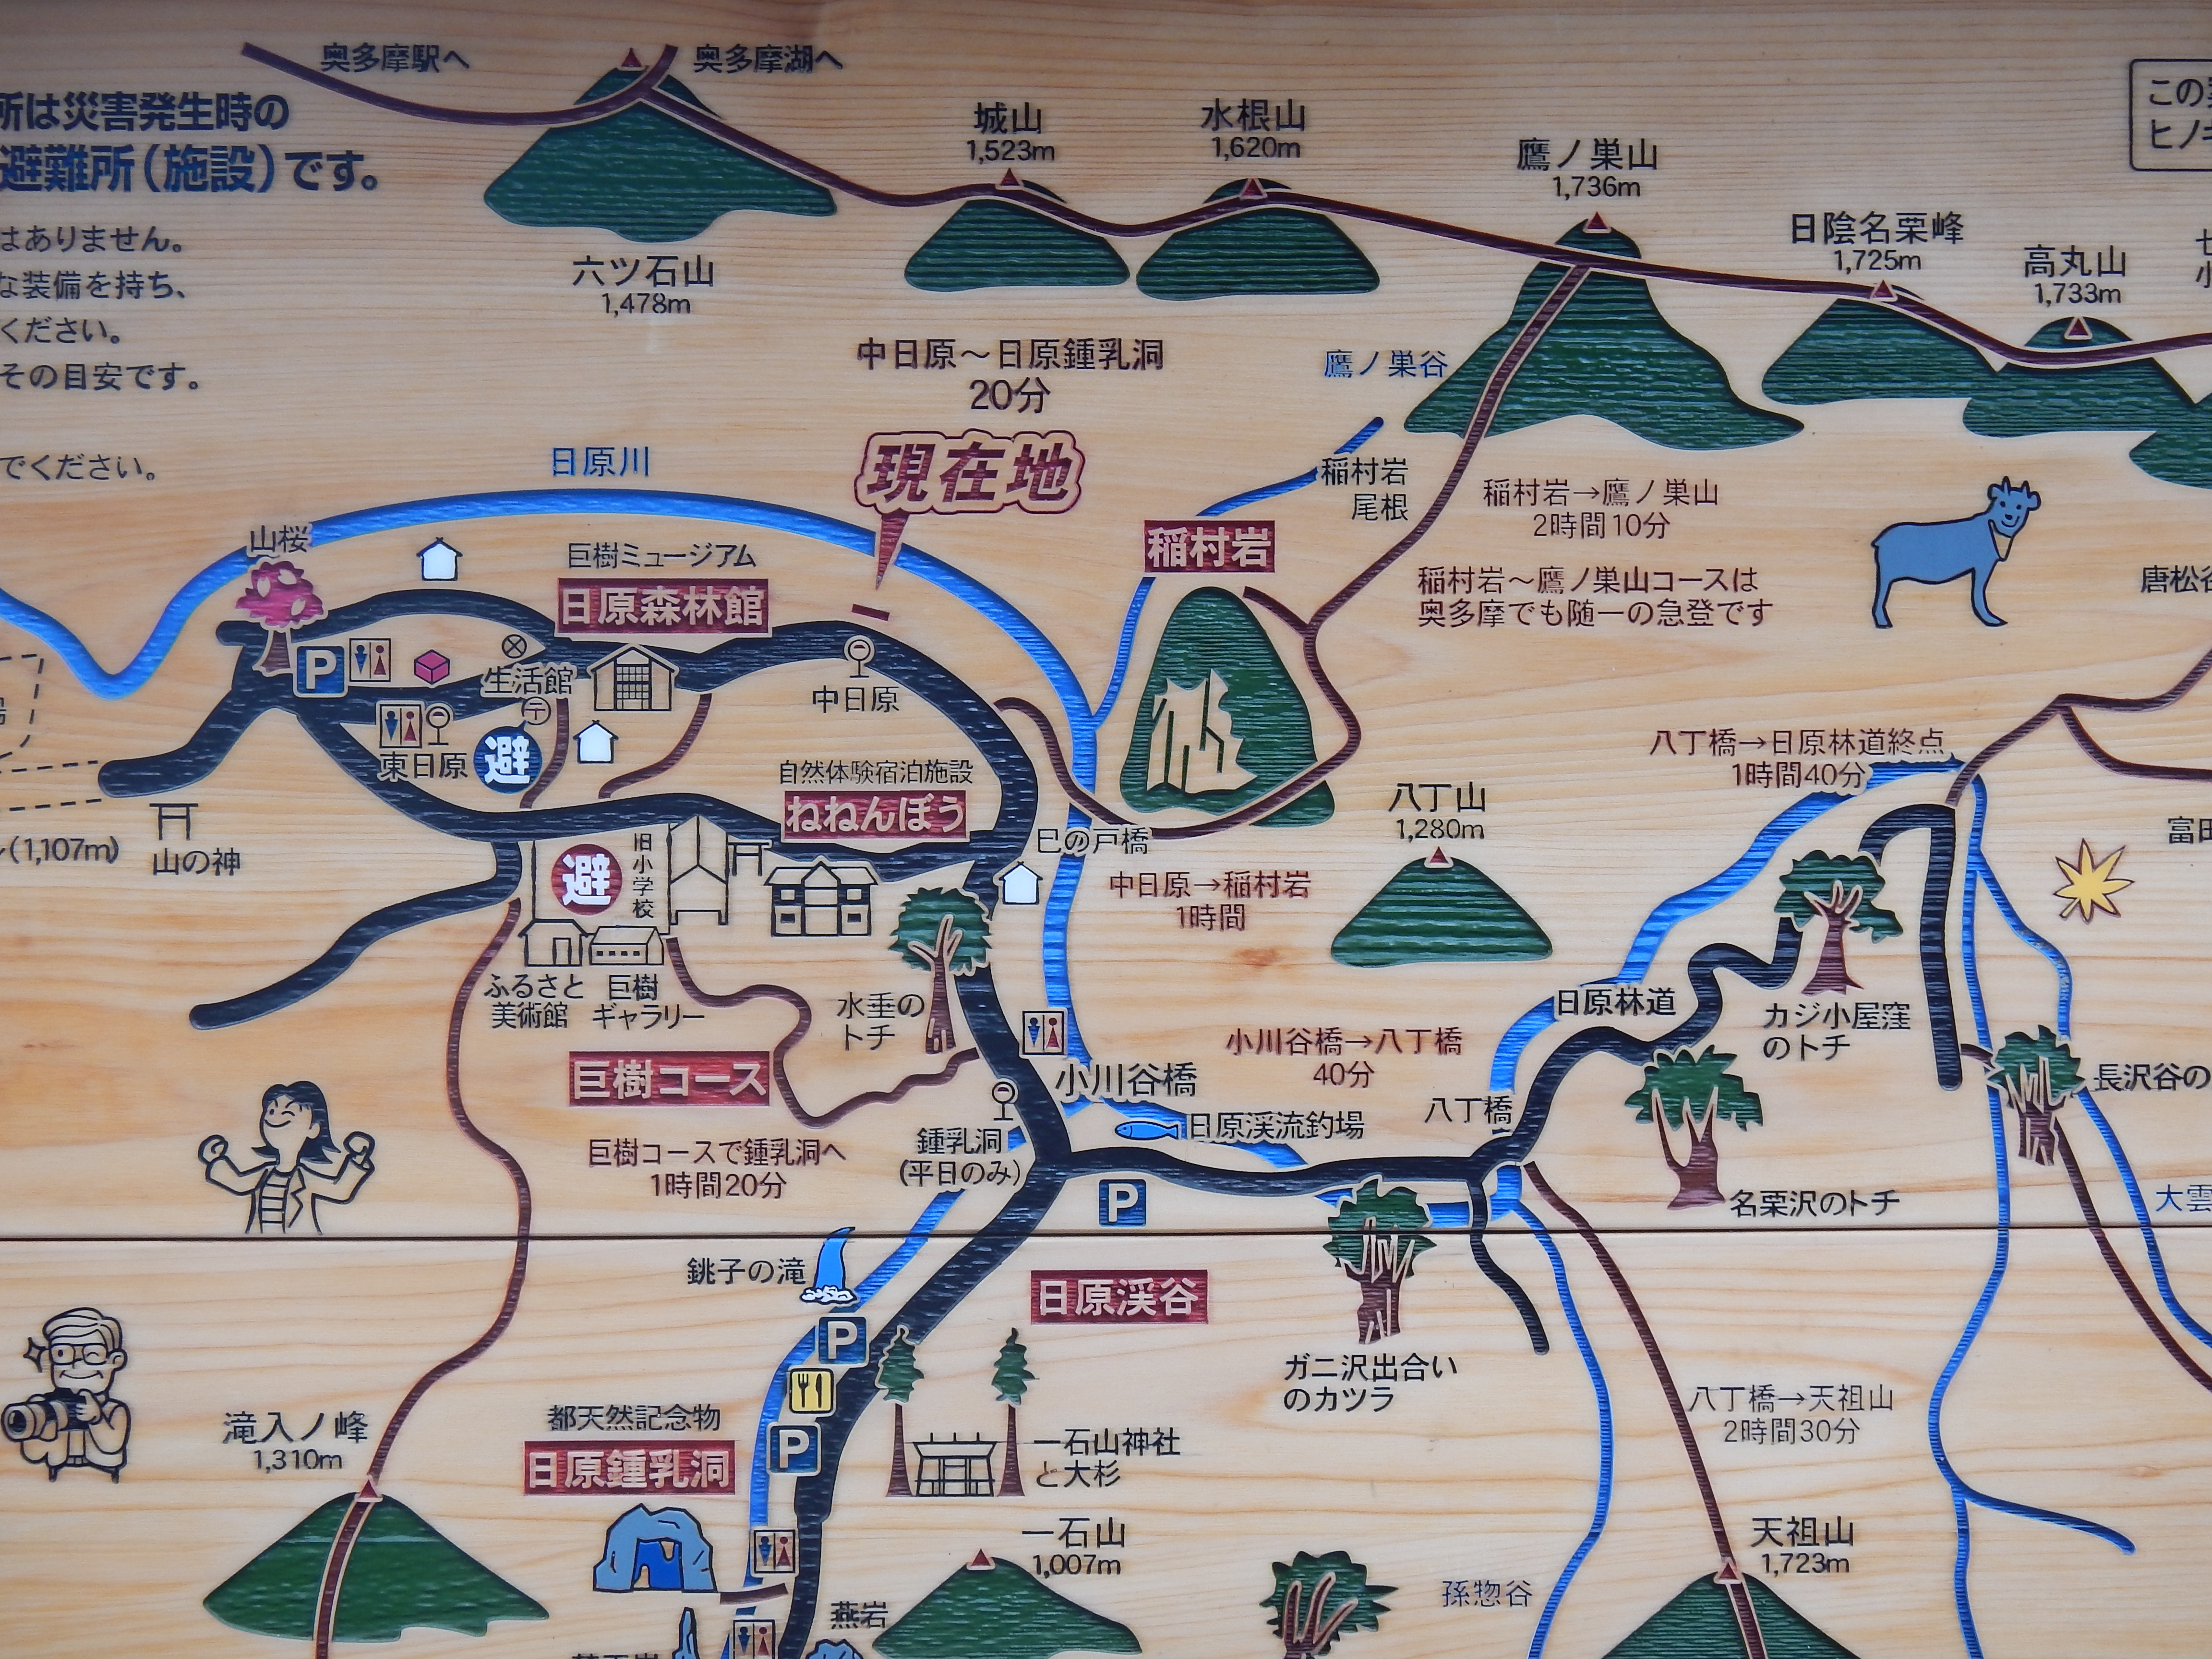 奥多摩駅へ
奥多摩湖へ
所は災害発生時の
避難所（施設）です。
はありません。
な装備を持ち、
ください。
その目安です。
でください。
この
ヒノキ
六ツ石山
1,478m
城山
1,523m
水根山
1,620m
鷹ノ巣山
1,736m
日陰名栗峰
1,725m
高丸山
1,733m
七
小
中日原～日原鍾乳洞
20分
現在地
日原川
鷹ノ巣谷
稲村岩
尾根
稲村岩→鷹ノ巣山
2時間10分
稲村岩～鷹ノ巣山コースは
奥多摩でも随一の急登です
唐松谷
稲村岩
山桜
巨樹ミュージアム
日原森林館
P
生活館
〒
中日原
東日原
避
自然体験宿泊施設
ねねんぼう
山の神
(1,107m)
避
旧小学校
巳の戸橋
中日原→稲村岩
1時間
八丁山
1,280m
八丁橋→日原林道終点
1時間40分
富田
ふるさと
美術館
巨樹
ギャラリー
水垂の
トチ
巨樹コース
巨樹コースで鍾乳洞へ
1時間20分
小川谷橋
小川谷橋→八丁橋
40分
日原林道
カジ小屋窪
のトチ
長沢谷の
八丁橋
日原渓流釣場
鍾乳洞
(平日のみ)
P
名栗沢のトチ
大雲
銚子の滝
日原渓谷
P
P
ガニ沢出合い
のカツラ
八丁橋→天祖山
2時間30分
滝入ノ峰
1,310m
都天然記念物
日原鍾乳洞
一石山神社
と大杉
一石山
1,007m
天祖山
1,723m
孫惣谷
燕岩